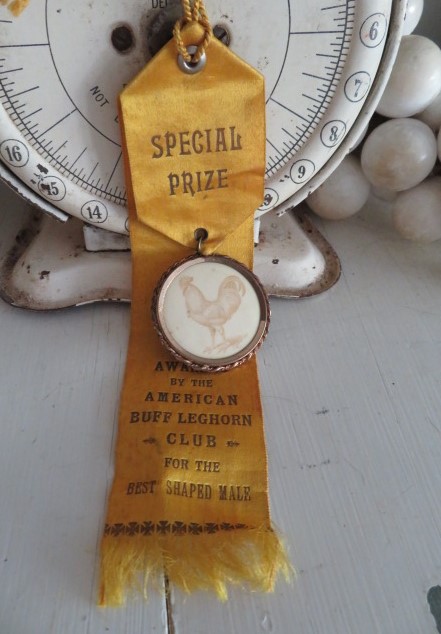 SPECIAL
PRIZE
BY THE
AMERICAN
BUFF LEGHORN
CLUB
FOR THE
BEST SHAPED MALE
NOT
6
7
8
9
14
15
16